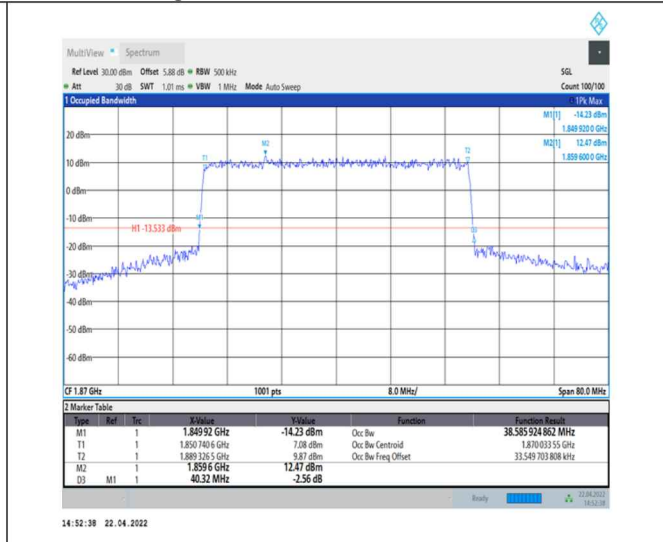 MultiView Spectrum
Ref Level 30.00 dBm Offset 5.88 dB RBW 500 kHz SGL
Att 30 dB SWT 1.01 ms VBW 1 MHz Mode Auto Sweep Count 100/100
1 Occupied Bandwidth 1Pk Max
M1[1] -14.23 dBm
1.849 920 0 GHz
M2[1] 12.47 dBm
1.859 600 0 GHz
20 dBm
M2
T1
T2
10 dBm
0 dBm
-10 dBm
M1
H1 -13.533 dBm
-20 dBm
-30 dBm
-40 dBm
-50 dBm
-60 dBm
CF 1.87 GHz 1001 pts 8.0 MHz/ Span 80.0 MHz
2 Marker Table
Type Ref Trc X-Value Y-Value Function Function Result
M1 1 1.849 92 GHz -14.23 dBm Occ Bw 38.585 924 862 MHz
T1 1 1.850 740 6 GHz 7.08 dBm Occ Bw Centroid 1.870 033 55 GHz
T2 1 1.889 326 5 GHz 9.87 dBm Occ Bw Freq Offset 33.549 703 808 kHz
M2 1 1.859 6 GHz 12.47 dBm
D3 M1 1 40.32 MHz -2.56 dB
Ready 22.04.2022
14:52:38
14:52:38 22.04.2022